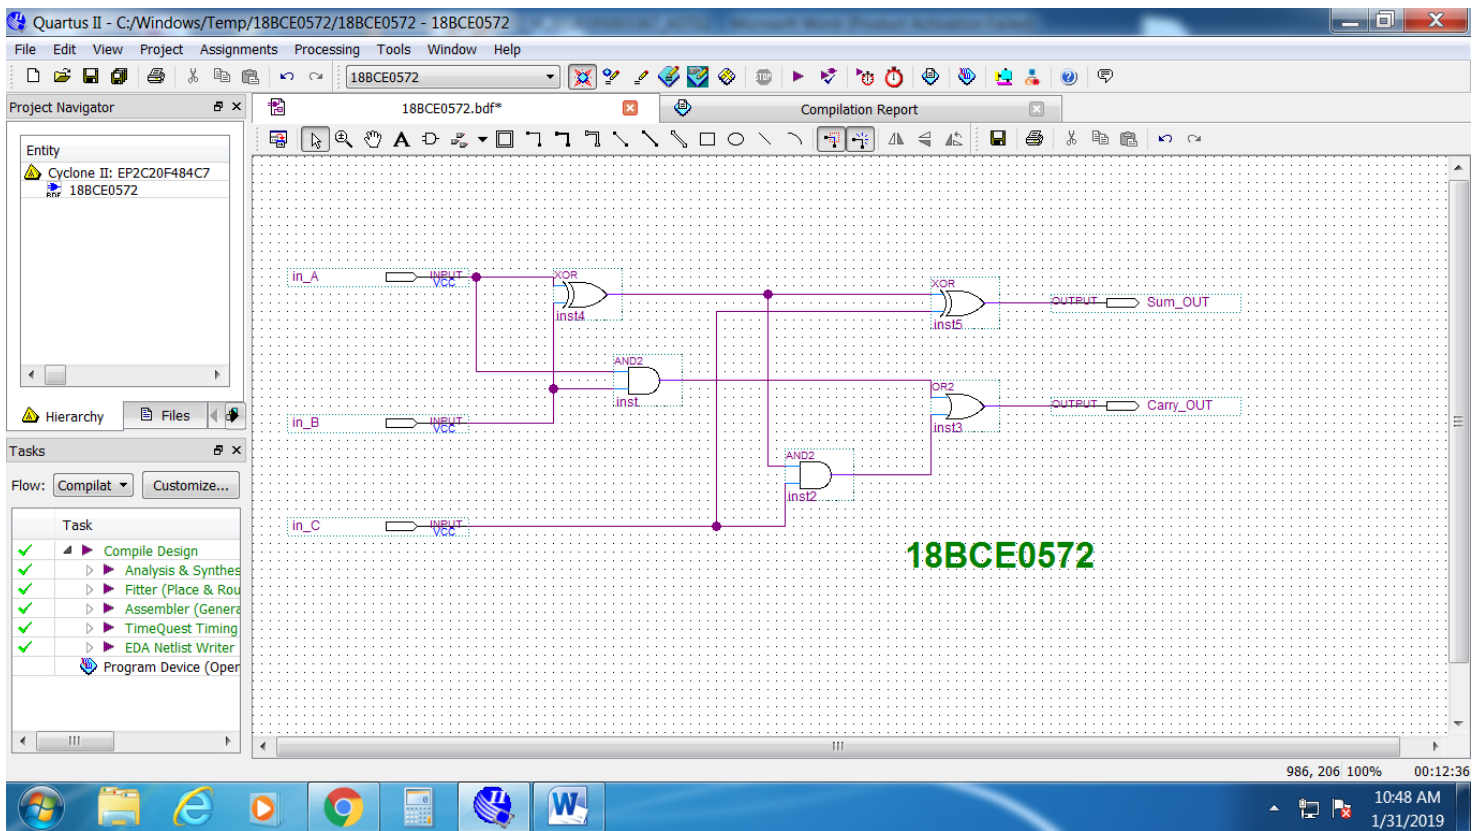 Quartus II - C:/Windows/Temp/18BCE0572/18BCE0572 - 18BCE0572
File Edit View Project Assignments Processing Tools Window Help
18BCE0572
Project Navigator
18BCE0572.bdf*
Compilation Report
Entity
Cyclone II: EP2C20F484C7
18BCE0572
Hierarchy
Files
Tasks
Flow: Compilat Customize...
Task
Compile Design
Analysis & Synthes
Fitter (Place & Rou
Assembler (Genera
TimeQuest Timing
EDA Netlist Writer
Program Device (Oper
in_A
INPUT
VCC
XOR
inst4
XOR
inst5
OUTPUT
Sum_OUT
AND2
inst
OR2
inst3
OUTPUT
Carry_OUT
in_B
INPUT
VCC
AND2
inst2
in_C
INPUT
VCC
18BCE0572
986, 206 100% 00:12:36
10:48 AM
1/31/2019